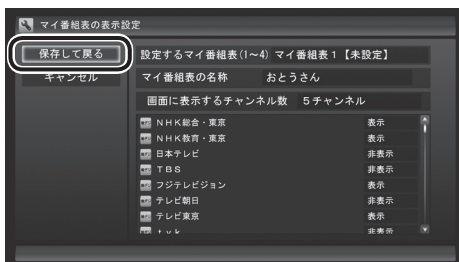 マイ番組表の表示設定
保存して戻る
設定するマイ番組表(1~4) マイ番組表1【未設定】
キャンセル
マイ番組表の名称 おとうさん
画面に表示するチャンネル数 5チャンネル
NHK総合・東京 表示
NHK教育・東京 表示
日本テレビ 非表示
TBS 非表示
フジテレビジョン 表示
テレビ朝日 非表示
テレビ東京 表示
tvk 非表示